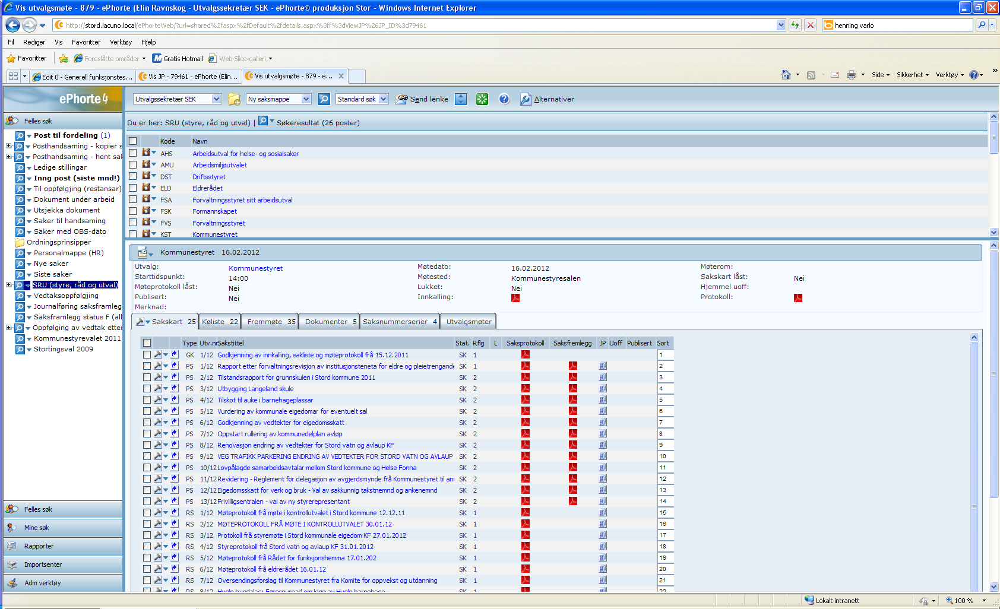 Vis utvalgsmøte - 879 - ePhorte (Elin Ravnskog - Utvalgssekretær SEK - ePhorte® produksjon Stor - Windows Internet Explorer
http://stord.lacuno.local/ePhorteWeb/?url=shared%2faspx%2fDefault%2fdetails.aspx%3ff%3dViewJP%26JP_ID%3d79461
henning varlo
Fil Rediger Vis Favoritter Verktøy Hjelp
Favoritter Foreslåtte områder Gratis Hotmail Web Slice-galleri
Edit 0 - Generell funksjonstes... Vis JP - 79461 - ePhorte (Elin... Vis utvalgsmøte - 879 - e... X Side Sikkerhet Verktøy
ePhorte 4
Utvalgssekretær SEK Ny saksmappe Standard søk Send lenke Alternativer
Felles søk
Post til fordeling (1)
Posthandsaming - kopier s
Posthandsaming - hent sak
Ledige stillingar
Inng post (siste mnd!)
Til oppfølgjing (restansar)
Dokument under arbeid
Utsjekka dokument
Saker til handsaming
Saker med OBS-dato
Ordningsprinsipper
Personalmappe (HR)
Nye saker
Siste saker
SRU (styre, råd og utval)
Vedtaksoppfølgjing
Journalføring saksframlegg
Saksframlegg status F (all
Oppfølging av vedtak etter
Kommunestyrevalet 2011
Stortingsval 2009
Felles søk
Mine søk
Rapporter
Importsenter
Adm verktøy
Du er her: SRU (styre, råd og utval) | Søkeresultat (26 poster)
Kode Navn
AHS Arbeidsutval for helse- og sosialsaker
AMU Arbeidsmiljøutvalet
DST Driftsstyret
ELD Eldrerådet
FSA Forvaltningsstyret sitt arbeidsutval
FSK Formannskapet
FVS Forvaltningsstyret
KST Kommunestyret
Kommunestyret 16.02.2012
Utvalg: Kommunestyret Møtedato: 16.02.2012 Møterom:
Starttidspunkt: 14:00 Møtested: Kommunestyresalen Sakskart låst: Nei
Møteprotokoll låst: Nei Lukket: Nei Hjemmel uoff:
Publisert: Nei Innkalling: Protokoll:
Merknad:
Sakskart 25 Køliste 22 Fremmøte 35 Dokumenter 5 Saksnummerserier 4 Utvalgsmøter
Type Utv.nr Sakstittel Stat. Rflg L Saksprotokoll Saksfremlegg JP Uoff Publisert Sort
GK 1/12 Godkjenning av innkalling, sakliste og møteprotokoll frå 15.12.2011 SK 1 1
PS 1/12 Rapport etter forvaltningsrevisjon av institusjonsteneta for eldre og pleietrengande SK 1 2
PS 2/12 Tilstandsrapport for grunnskulen i Stord kommune 2011 SK 2 3
PS 3/12 Utbygging Langeland skule SK 2 4
PS 4/12 Tilskot til auke i barnehageplassar SK 2 5
PS 5/12 Vurdering av kommunale eigedomar for eventuelt sal SK 2 6
PS 6/12 Godkjenning av vedtekter for eigedomsskatt SK 2 7
PS 7/12 Oppstart rullering av kommunedelplan avløp SK 2 8
PS 8/12 Renovasjon endring av vedtekter for Stord vatn og avlaup KF SK 2 9
PS 9/12 VEG TRAFIKK PARKERING ENDRING AV VEDTEKTER FOR STORD VATN OG AVLAUP SK 2 10
PS 10/12 Lovpålagde samarbeidsavtalar mellom Stord kommune og Helse Fonna SK 2 11
PS 11/12 Revidering - Reglement for delegasjon av avgjerdsmynde frå Kommunestyret til and SK 2 12
PS 12/12 Eigedomsskatt for verk og bruk - Val av sakkunnig takstnemnd og ankenemnd SK 2 13
PS 13/12 Frivilligsentralen - val av ny styrerepresentant SK 2 14
RS 1/12 Møteprotokoll frå møte i kontrollutvalet i Stord kommune 12.12.11 SK 1 15
RS 2/12 MØTEPROTOKOLL FRÅ MØTE I KONTROLLUTVALET 30.01.12 SK 1 16
RS 3/12 Protokoll frå styremøte i Stord kommunale eigedom KF 27.01.2012 SK 1 17
RS 4/12 Styreprotokoll frå Stord vatn og avlaup KF 31.01.2012 SK 1 18
RS 5/12 Møteprotokoll frå Rådet for funksjonshemma 17.01.202 SK 1 19
RS 6/12 Møteprotokoll frå eldrerådet 16.01.12 SK 1 20
RS 7/12 Oversendingsforslag til Kommunestyret fra Komite for oppvekst og utdanning SK 1 21
RS 8/12 Huglo bygdalag: Førespurnad om kjøp av Huglo barnehage SK 1 22
Lokalt intranett 100 %